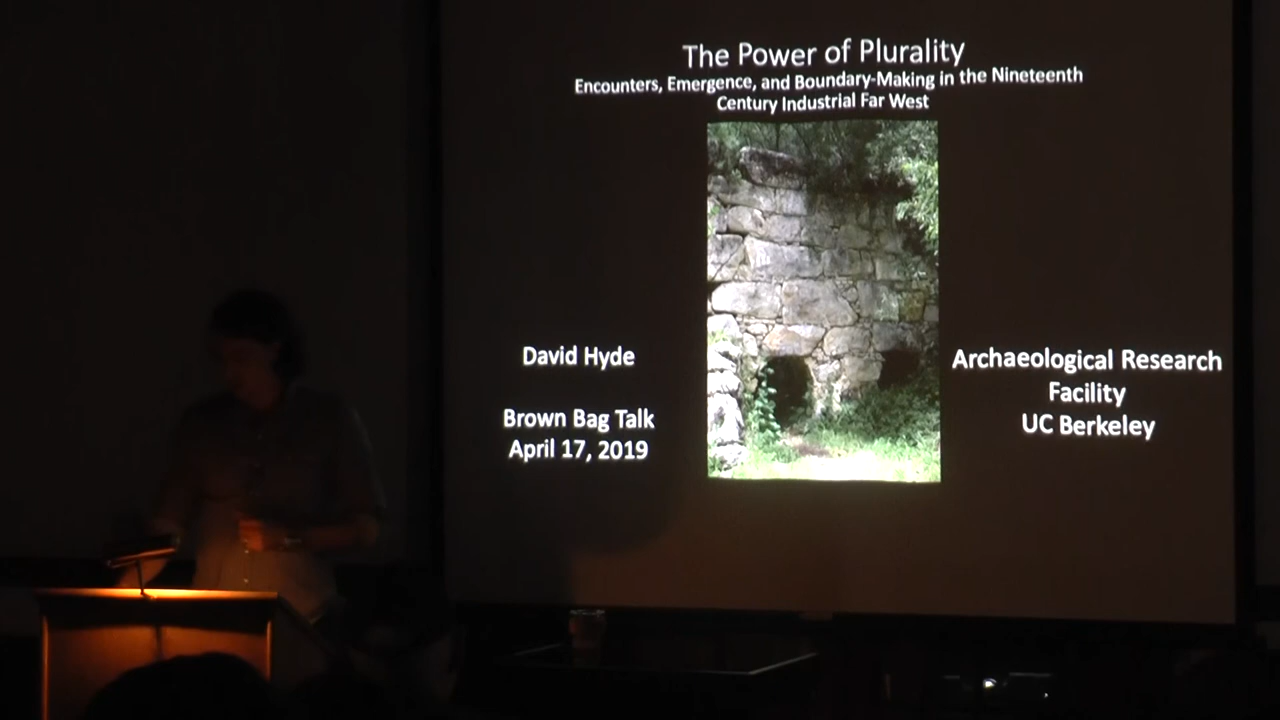 The Power of Plurality
Encounters, Emergence, and Boundary-Making in the Nineteenth
Century Industrial Far West
David Hyde
Brown Bag Talk
April 17, 2019
Archaeological Research
Facility
UC Berkeley